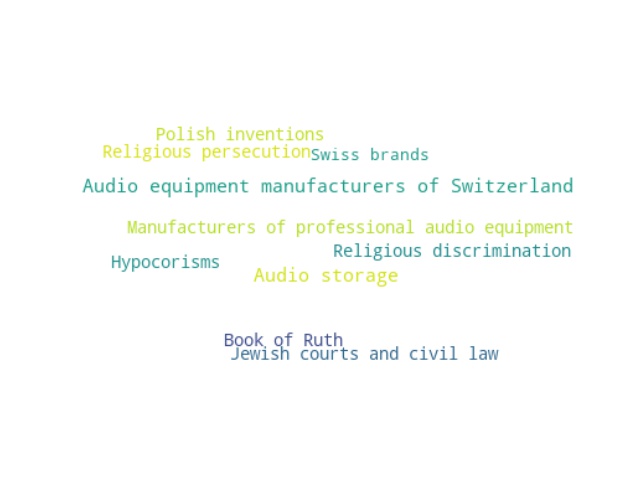 Polish inventions
Religious persecution
Swiss brands
Audio equipment manufacturers of Switzerland
Manufacturers of professional audio equipment
Religious discrimination
Hypocorisms
Audio storage
Book of Ruth
Jewish courts and civil law